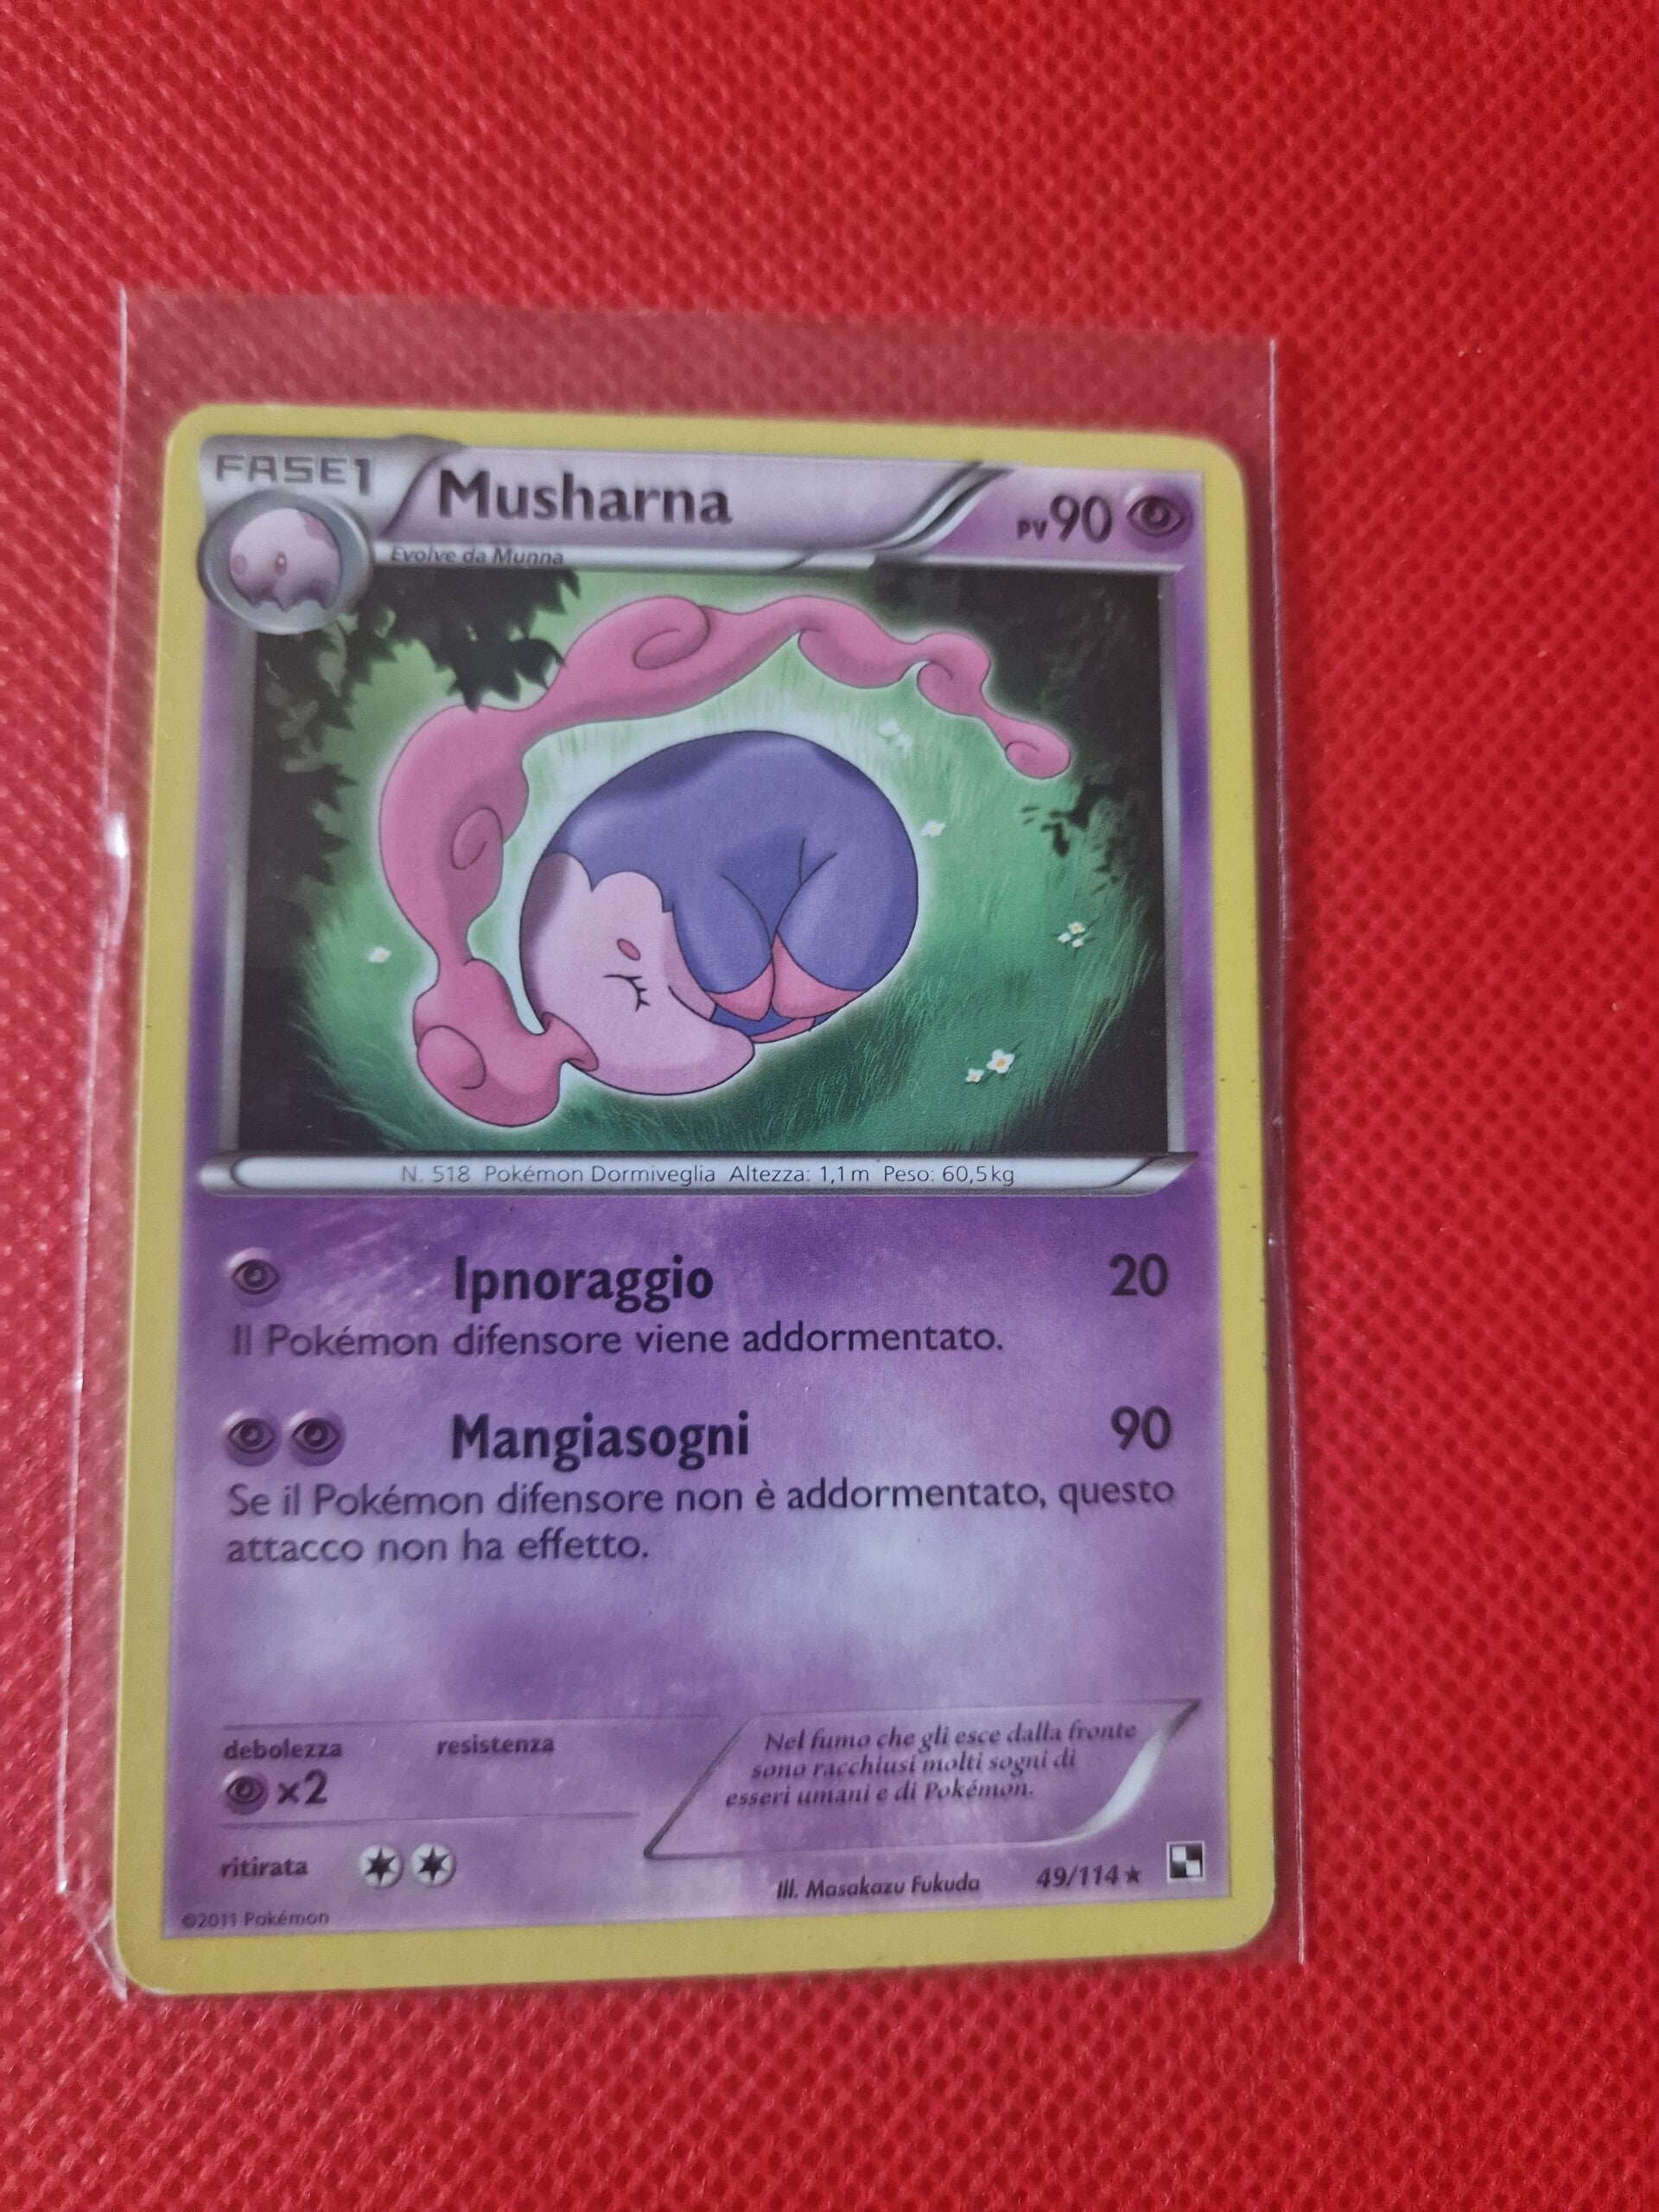 FASE1
Musharna
PV90
Evolve da Munna
N. 518 Pokémon Dormiveglia Altezza: 1,1m Peso: 60,5kg
Ipnoraggio 20
Il Pokémon difensore viene addormentato.
Mangiasogni 90
Se il Pokémon difensore non è addormentato, questo
attacco non ha effetto.
debolezza resistenza
×2
Nel fumo che gli esce dalla fronte
sono racchiusi molti sogni di
esseri umani e di Pokémon.
ritirata
Ill. Masakazu Fukuda 49/114 ★
©2011 Pokémon